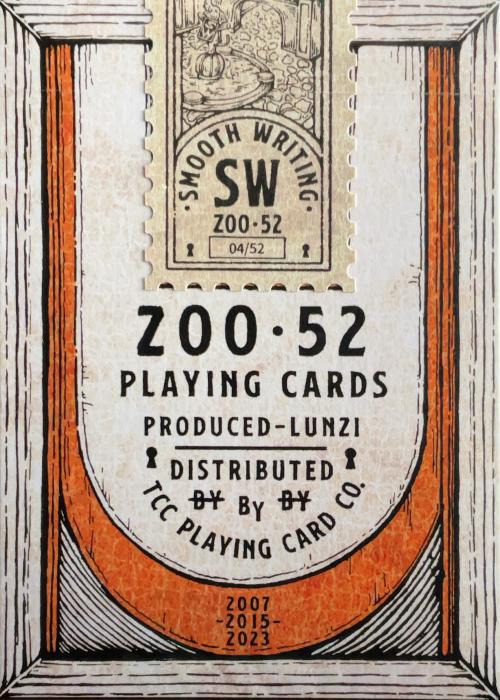 ·SMOOTH WRITING·
SW
ZOO·52
04/52
ZOO·52
PLAYING CARDS
PRODUCED-LUNZI
DISTRIBUTED
BY BY BY
TCC PLAYING CARD CO.
2007
-2015-
2023